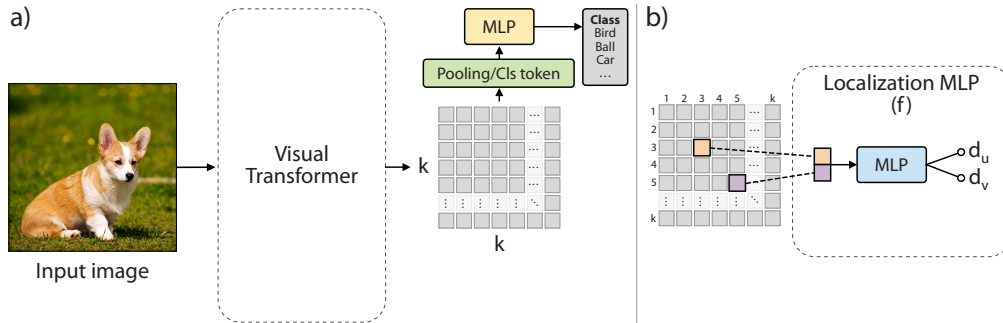 a)
Input image
Visual
Transformer
k
k
…
…
…
…
…
⋮ ⋮ ⋮ ⋮ ⋮ ⋱ ⋮
…
Pooling/Cls token
MLP
Class
Bird
Ball
Car
…
b)
1 2 3 4 5 … k
1
2
3
4
5
⋮ ⋮ ⋮ ⋮ ⋮ ⋱ ⋮
k
Localization MLP
(f)
MLP
d_u
d_v